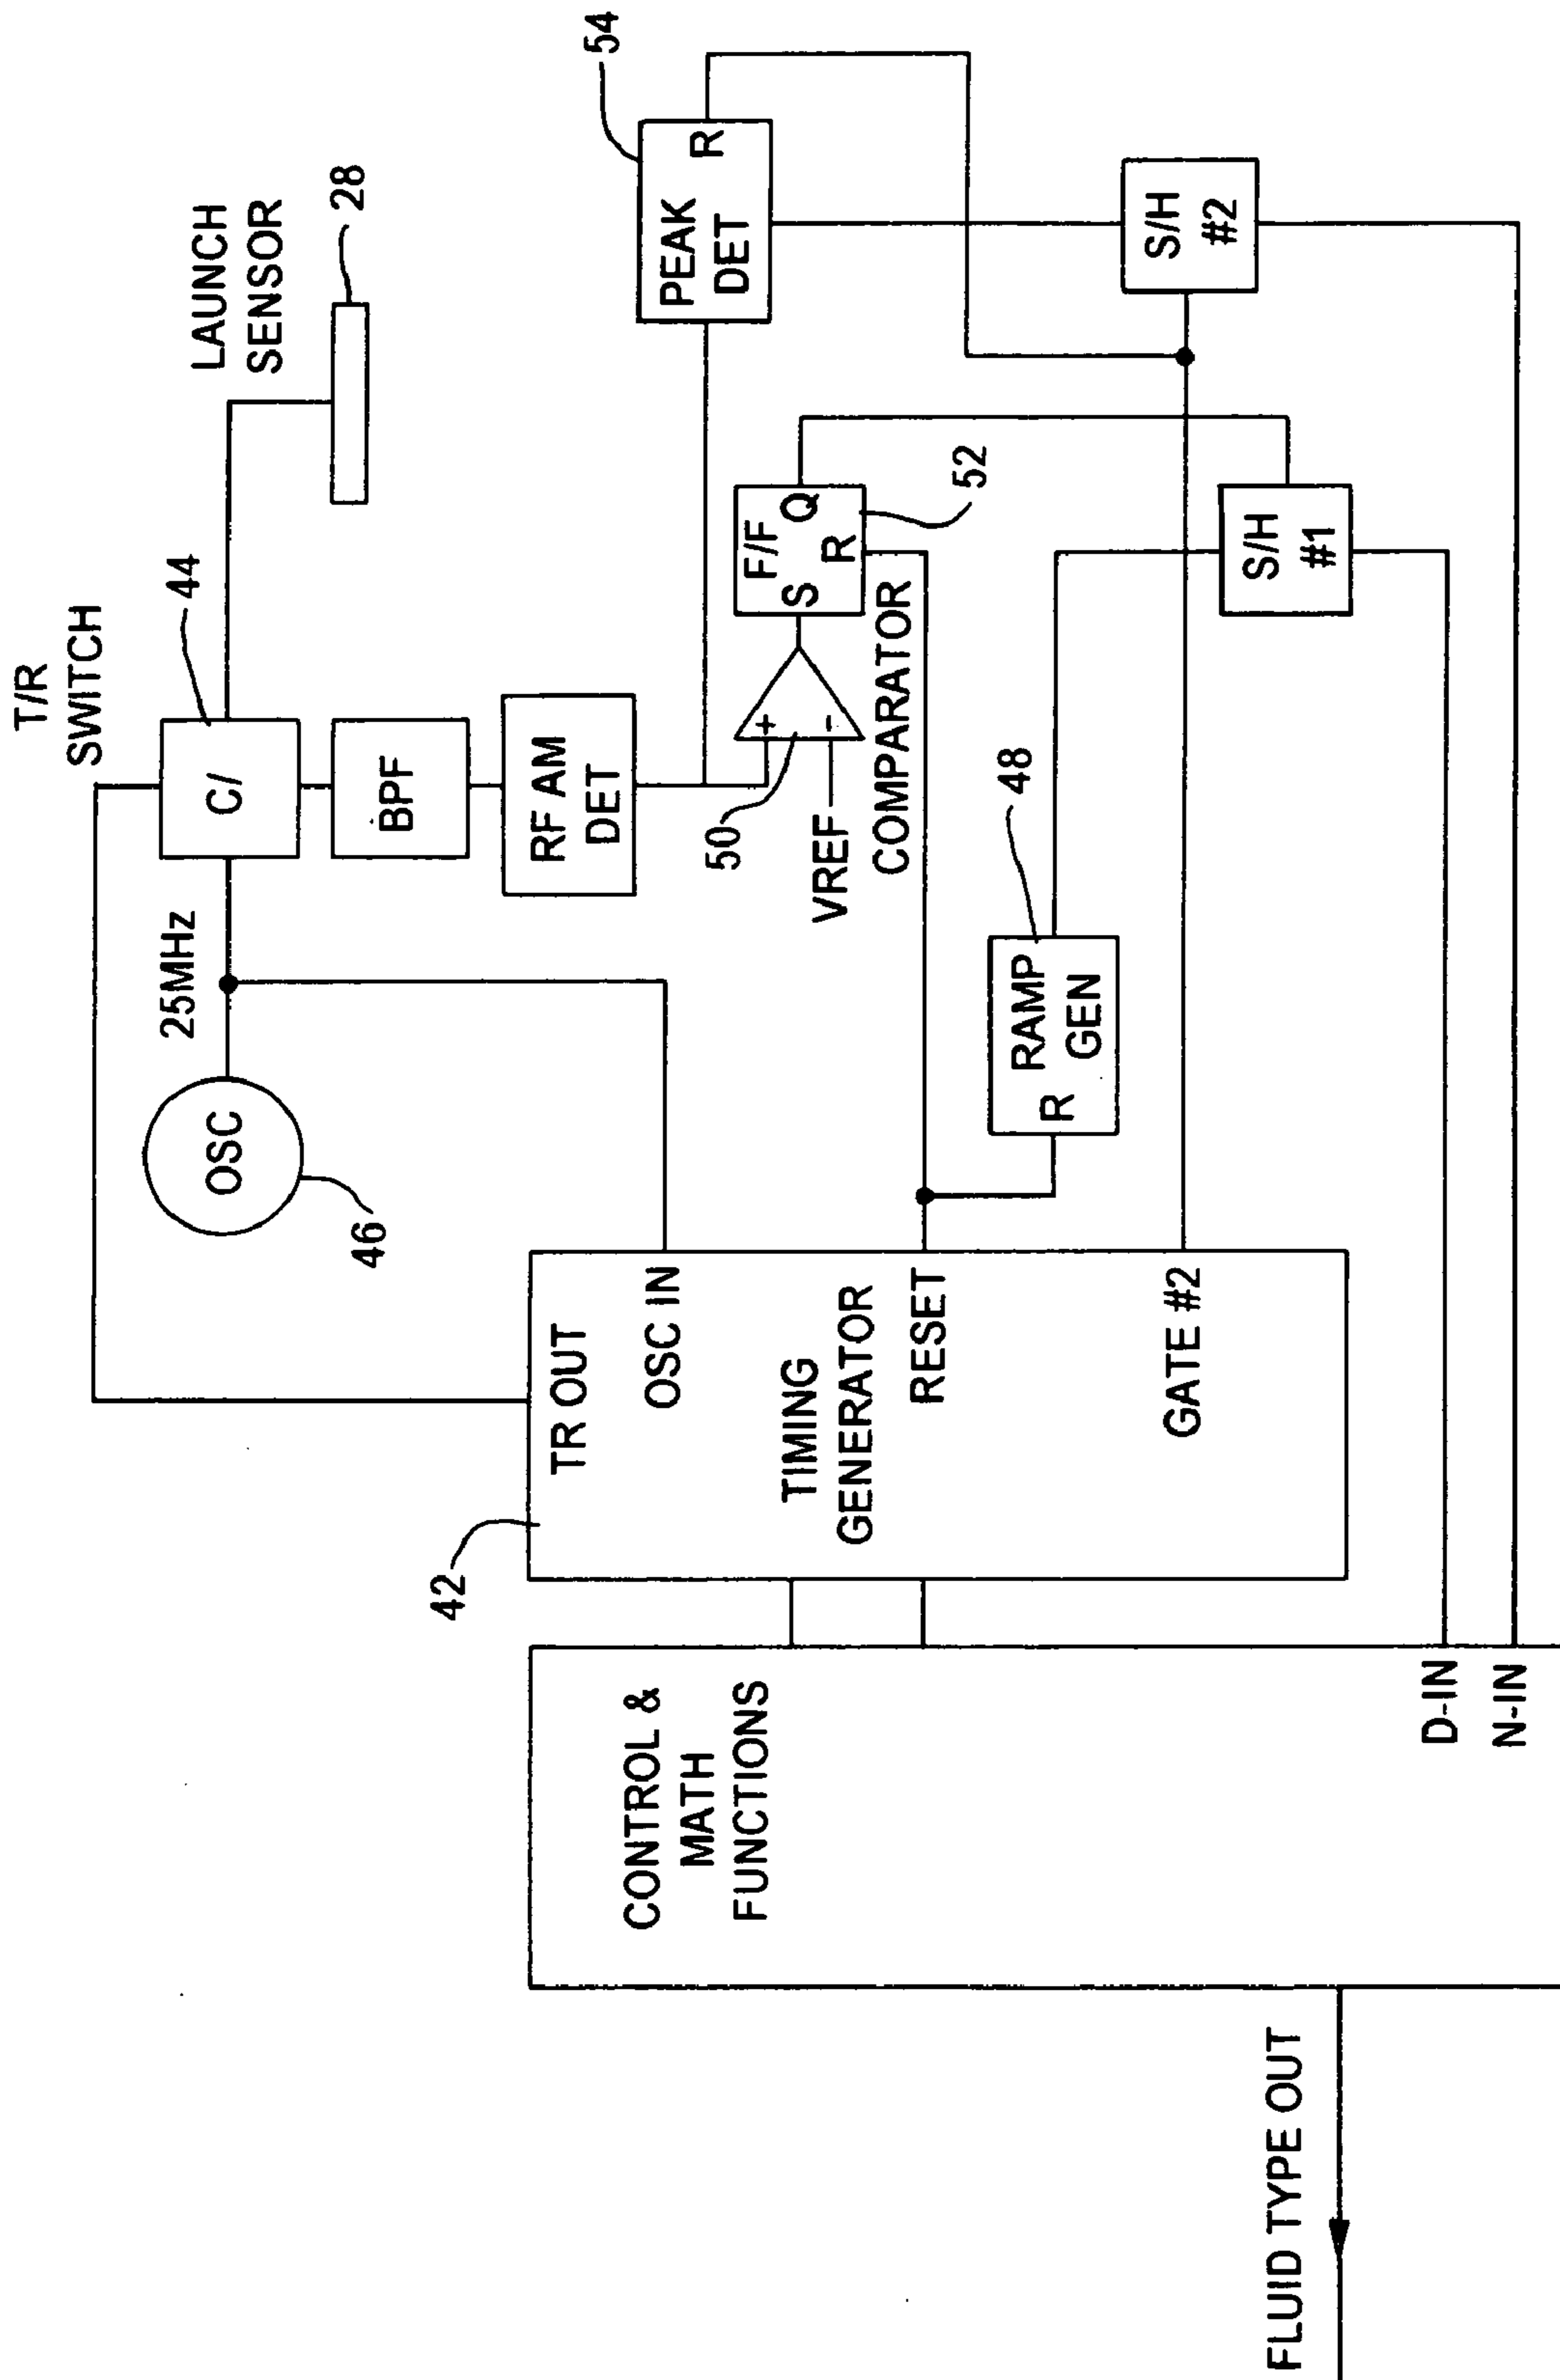 T/R
SWITCH
44
LAUNCH
SENSOR
28
25MHz
OSC
46
C/
BPF
RF AM
DET
54
PEAK
DET
R
50
+
-
VREF
COMPARATOR
F/F
S
Q
R
52
48
RAMP
GEN
R
S/H
#1
S/H
#2
42
TR OUT
OSC IN
TIMING
GENERATOR
RESET
GATE #2
CONTROL &
MATH
FUNCTIONS
D-IN
N-IN
FLUID TYPE OUT